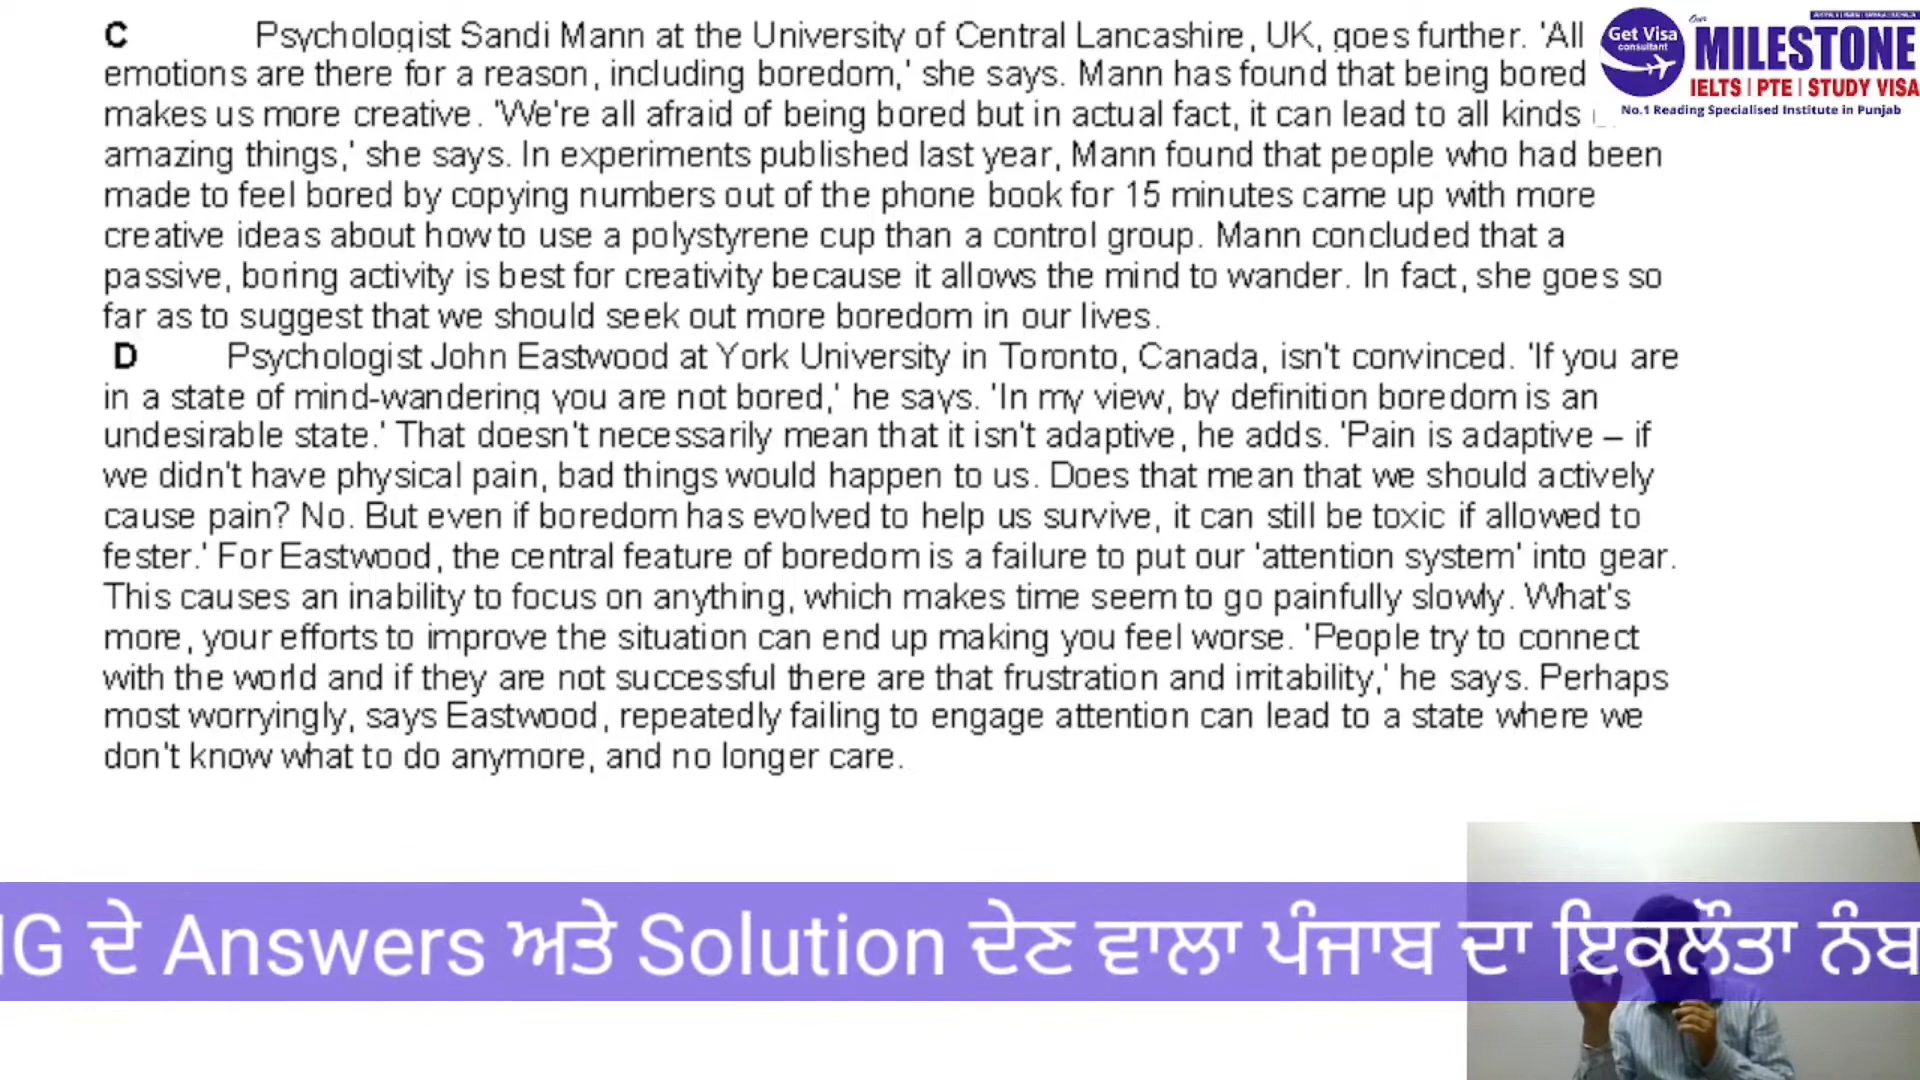 C Psychologist Sandi Mann at the University of Central Lancashire, UK, goes further. 'All
emotions are there for a reason, including boredom,' she says. Mann has found that being bored
makes us more creative. 'We're all afraid of being bored but in actual fact, it can lead to all kinds
amazing things,' she says. In experiments published last year, Mann found that people who had been
made to feel bored by copying numbers out of the phone book for 15 minutes came up with more
creative ideas about how to use a polystyrene cup than a control group. Mann concluded that a
passive, boring activity is best for creativity because it allows the mind to wander. In fact, she goes so
far as to suggest that we should seek out more boredom in our lives.
D Psychologist John Eastwood at York University in Toronto, Canada, isn't convinced. 'If you are
in a state of mind-wandering you are not bored,' he says. 'In my view, by definition boredom is an
undesirable state.' That doesn't necessarily mean that it isn't adaptive, he adds. 'Pain is adaptive – if
we didn't have physical pain, bad things would happen to us. Does that mean that we should actively
cause pain? No. But even if boredom has evolved to help us survive, it can still be toxic if allowed to
fester.' For Eastwood, the central feature of boredom is a failure to put our 'attention system' into gear.
This causes an inability to focus on anything, which makes time seem to go painfully slowly. What's
more, your efforts to improve the situation can end up making you feel worse. 'People try to connect
with the world and if they are not successful there are that frustration and irritability,' he says. Perhaps
most worryingly, says Eastwood, repeatedly failing to engage attention can lead to a state where we
don't know what to do anymore, and no longer care.
Get Visa
consultant
Our
MILESTONE
IELTS | PTE | STUDY VISA
No.1 Reading Specialised Institute in Punjab
NG ਦੇ Answers ਅਤੇ Solution ਦੇਣ ਵਾਲਾ ਪੰਜਾਬ ਦਾ ਇਕਲੌਤਾ ਨੰਬ